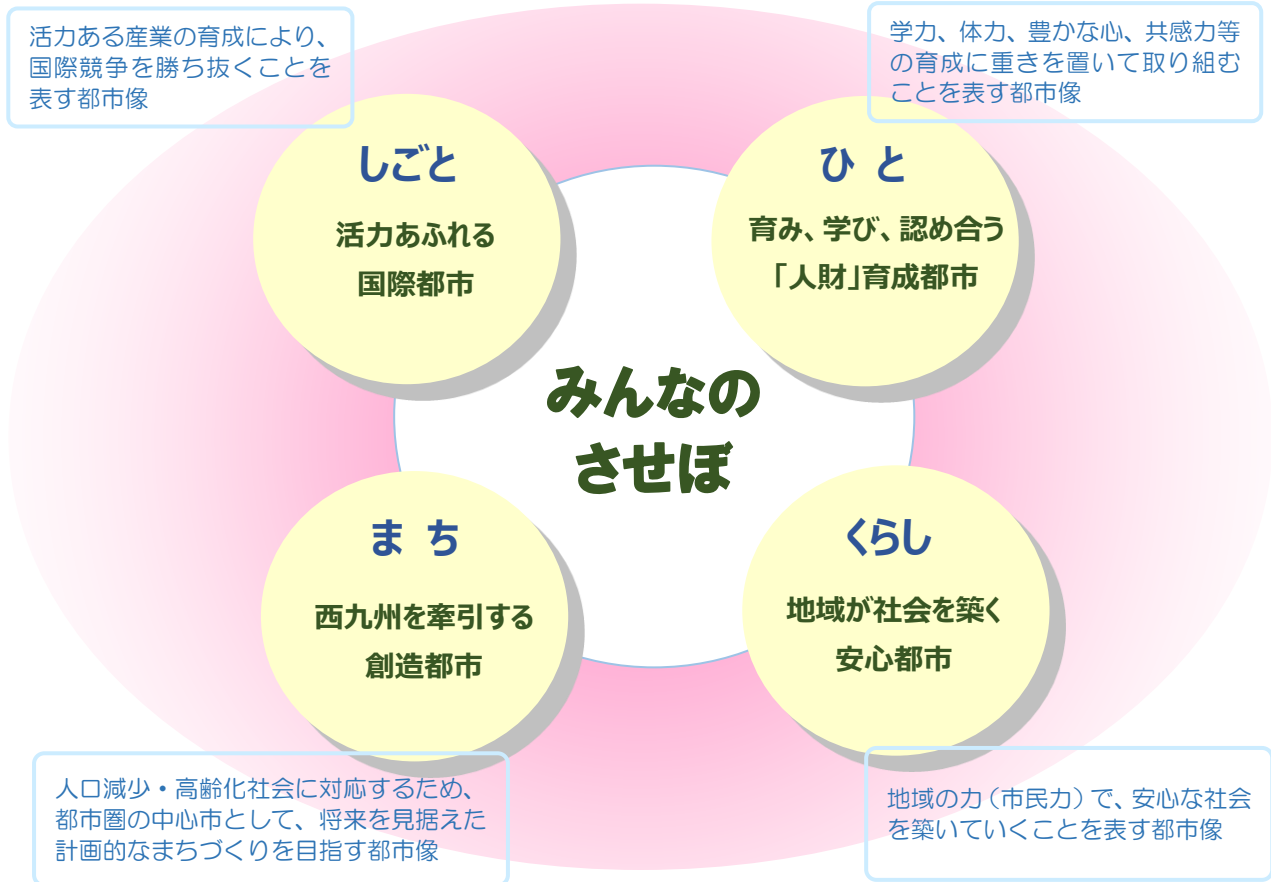 活力ある産業の育成により、
国際競争を勝ち抜くことを
表す都市像
学力、体力、豊かな心、共感力等
の育成に重きを置いて取り組む
ことを表す都市像
しごと
活力あふれる
国際都市
ひ と
育み、学び、認め合う
「人財」育成都市
みんなの
させぼ
ま ち
西九州を牽引する
創造都市
くらし
地域が社会を築く
安心都市
人口減少・高齢化社会に対応するため、
都市圏の中心市として、将来を見据えた
計画的なまちづくりを目指す都市像
地域の力（市民力）で、安心な社会
を築いていくことを表す都市像